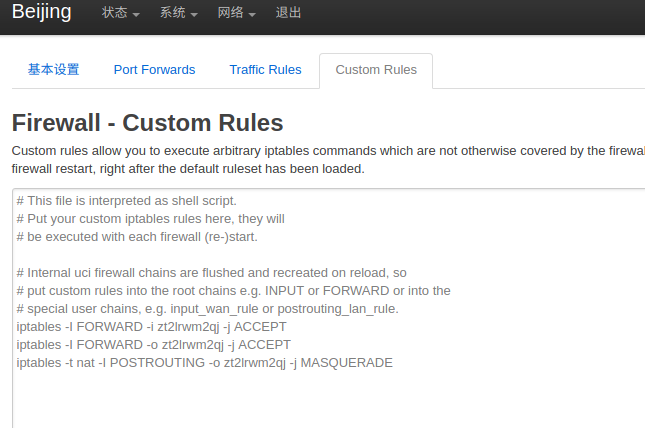 Beijing 状态 系统 网络 退出
基本设置 Port Forwards Traffic Rules Custom Rules
Firewall - Custom Rules
Custom rules allow you to execute arbitrary iptables commands which are not otherwise covered by the
firewall restart, right after the default ruleset has been loaded.
# This file is interpreted as shell script.
# Put your custom iptables rules here, they will
# be executed with each firewall (re-)start.
# Internal uci firewall chains are flushed and recreated on reload, so
# put custom rules into the root chains e.g. INPUT or FORWARD or into the
# special user chains, e.g. input_wan_rule or postrouting_lan_rule.
iptables -I FORWARD -i zt2lrwm2qj -j ACCEPT
iptables -I FORWARD -o zt2lrwm2qj -j ACCEPT
iptables -t nat -I POSTROUTING -o zt2lrwm2qj -j MASQUERADE